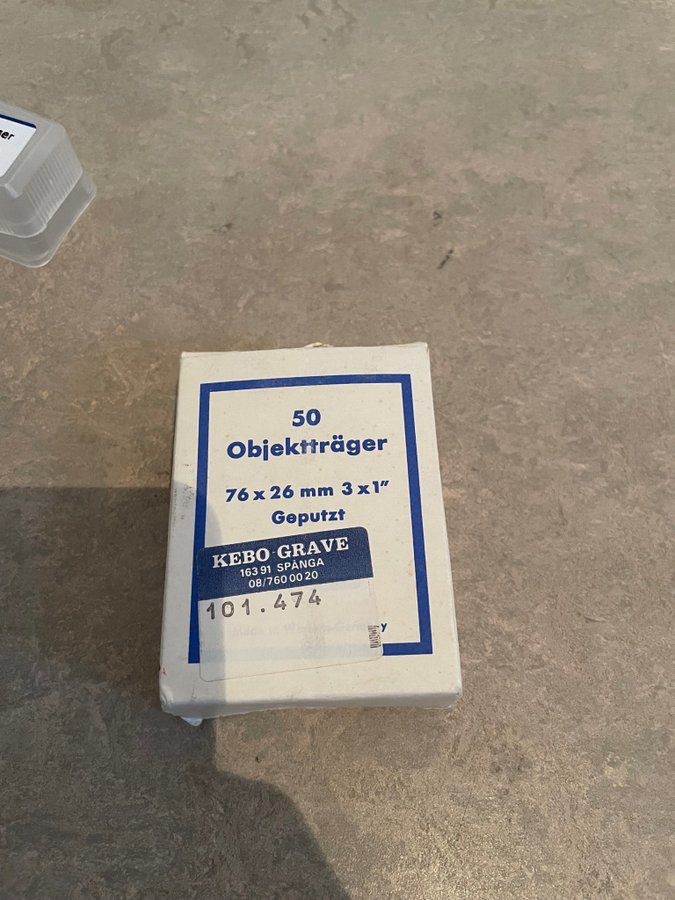 50
Objektträger
76 x 26 mm 3 x 1"
Geputzt
KEBO-GRAVE
163 91 SPÅNGA
08/760 00 20
101.474